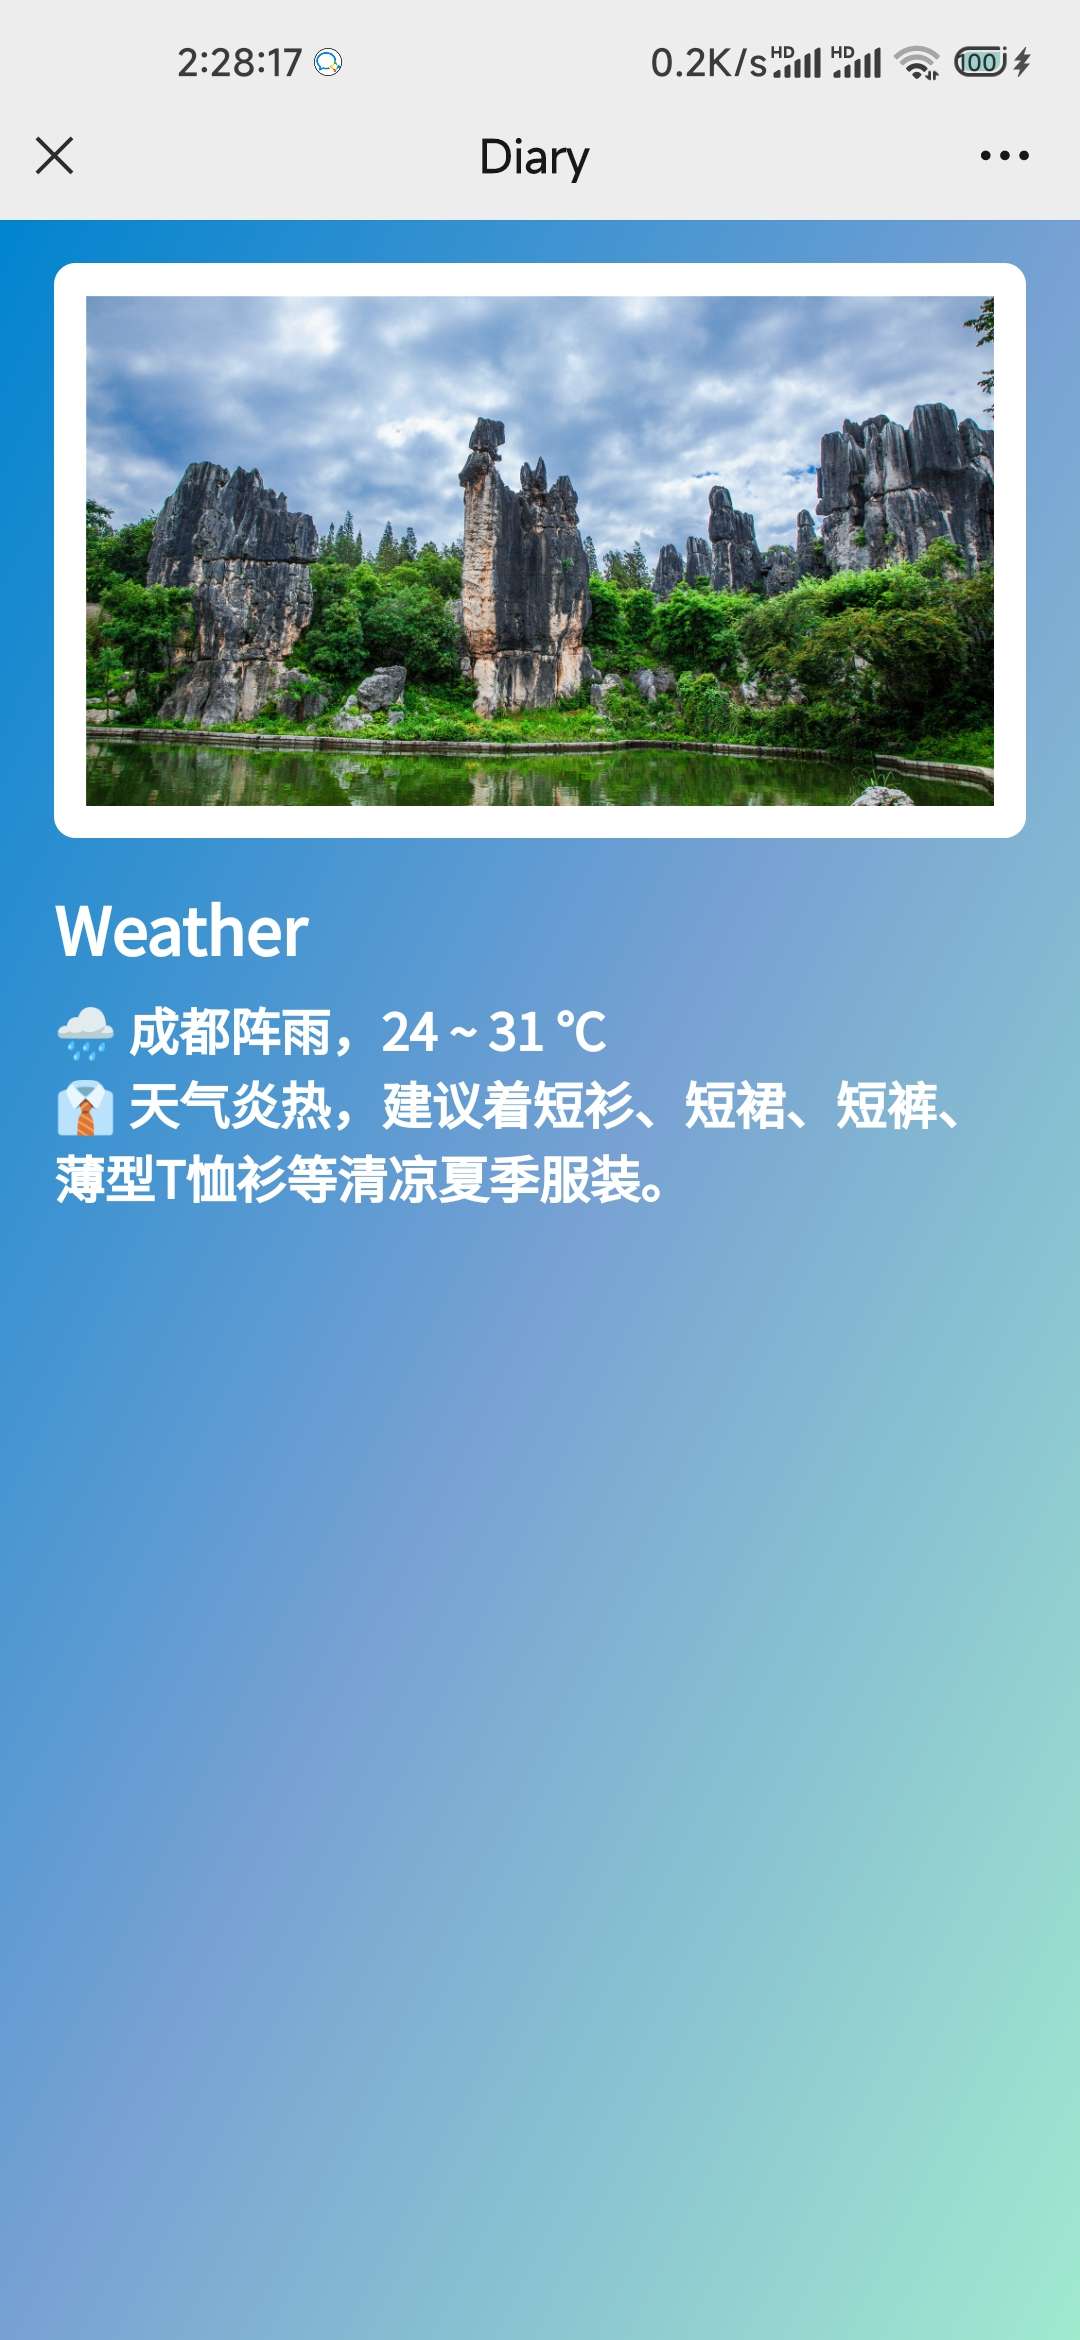 2:28:17
0.2K/s HD HD 100
Diary
Weather
成都阵雨，24 ~ 31 ℃
天气炎热，建议着短衫、短裙、短裤、
薄型T恤衫等清凉夏季服装。